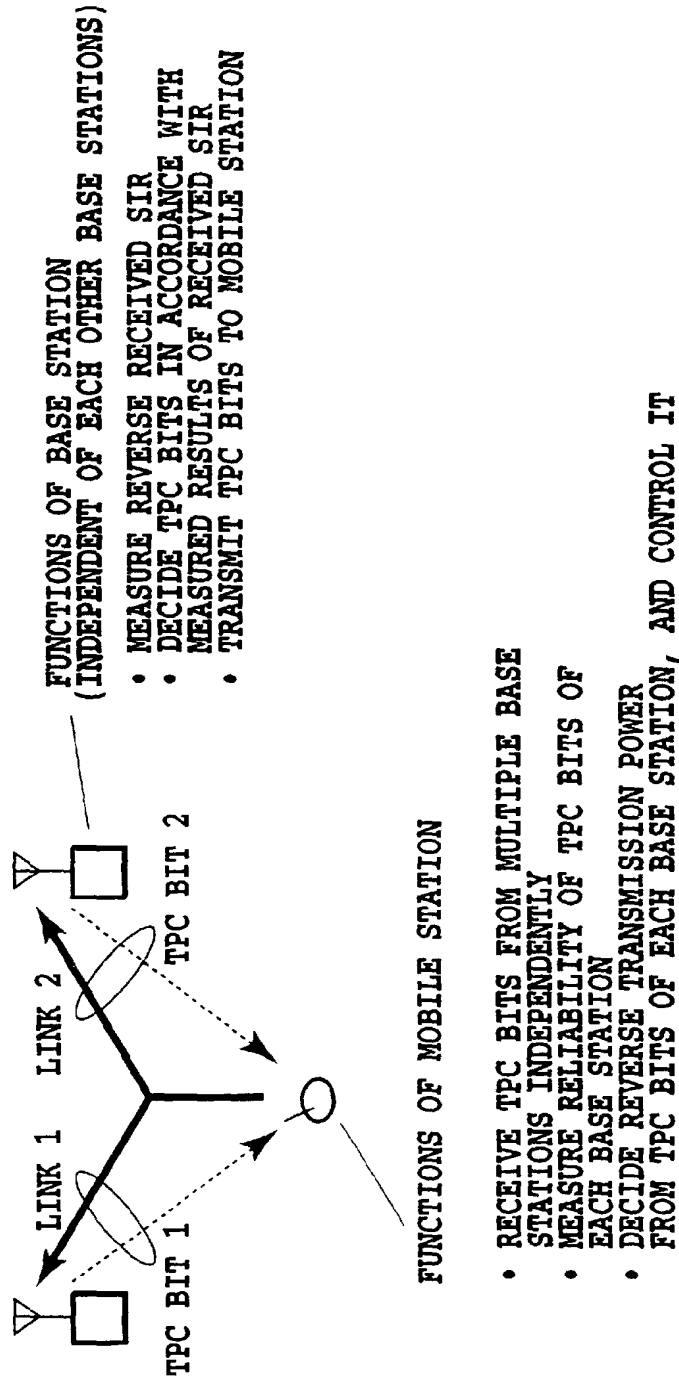 LINK 1
LINK 2
TPC BIT 1
TPC BIT 2
FUNCTIONS OF BASE STATION
(INDEPENDENT OF EACH OTHER BASE STATIONS)
• MEASURE REVERSE RECEIVED SIR
• DECIDE TPC BITS IN ACCORDANCE WITH
MEASURED RESULTS OF RECEIVED SIR
• TRANSMIT TPC BITS TO MOBILE STATION
FUNCTIONS OF MOBILE STATION
• RECEIVE TPC BITS FROM MULTIPLE BASE
STATIONS INDEPENDENTLY
• MEASURE RELIABILITY OF TPC BITS OF
EACH BASE STATION
• DECIDE REVERSE TRANSMISSION POWER
FROM TPC BITS OF EACH BASE STATION, AND CONTROL IT